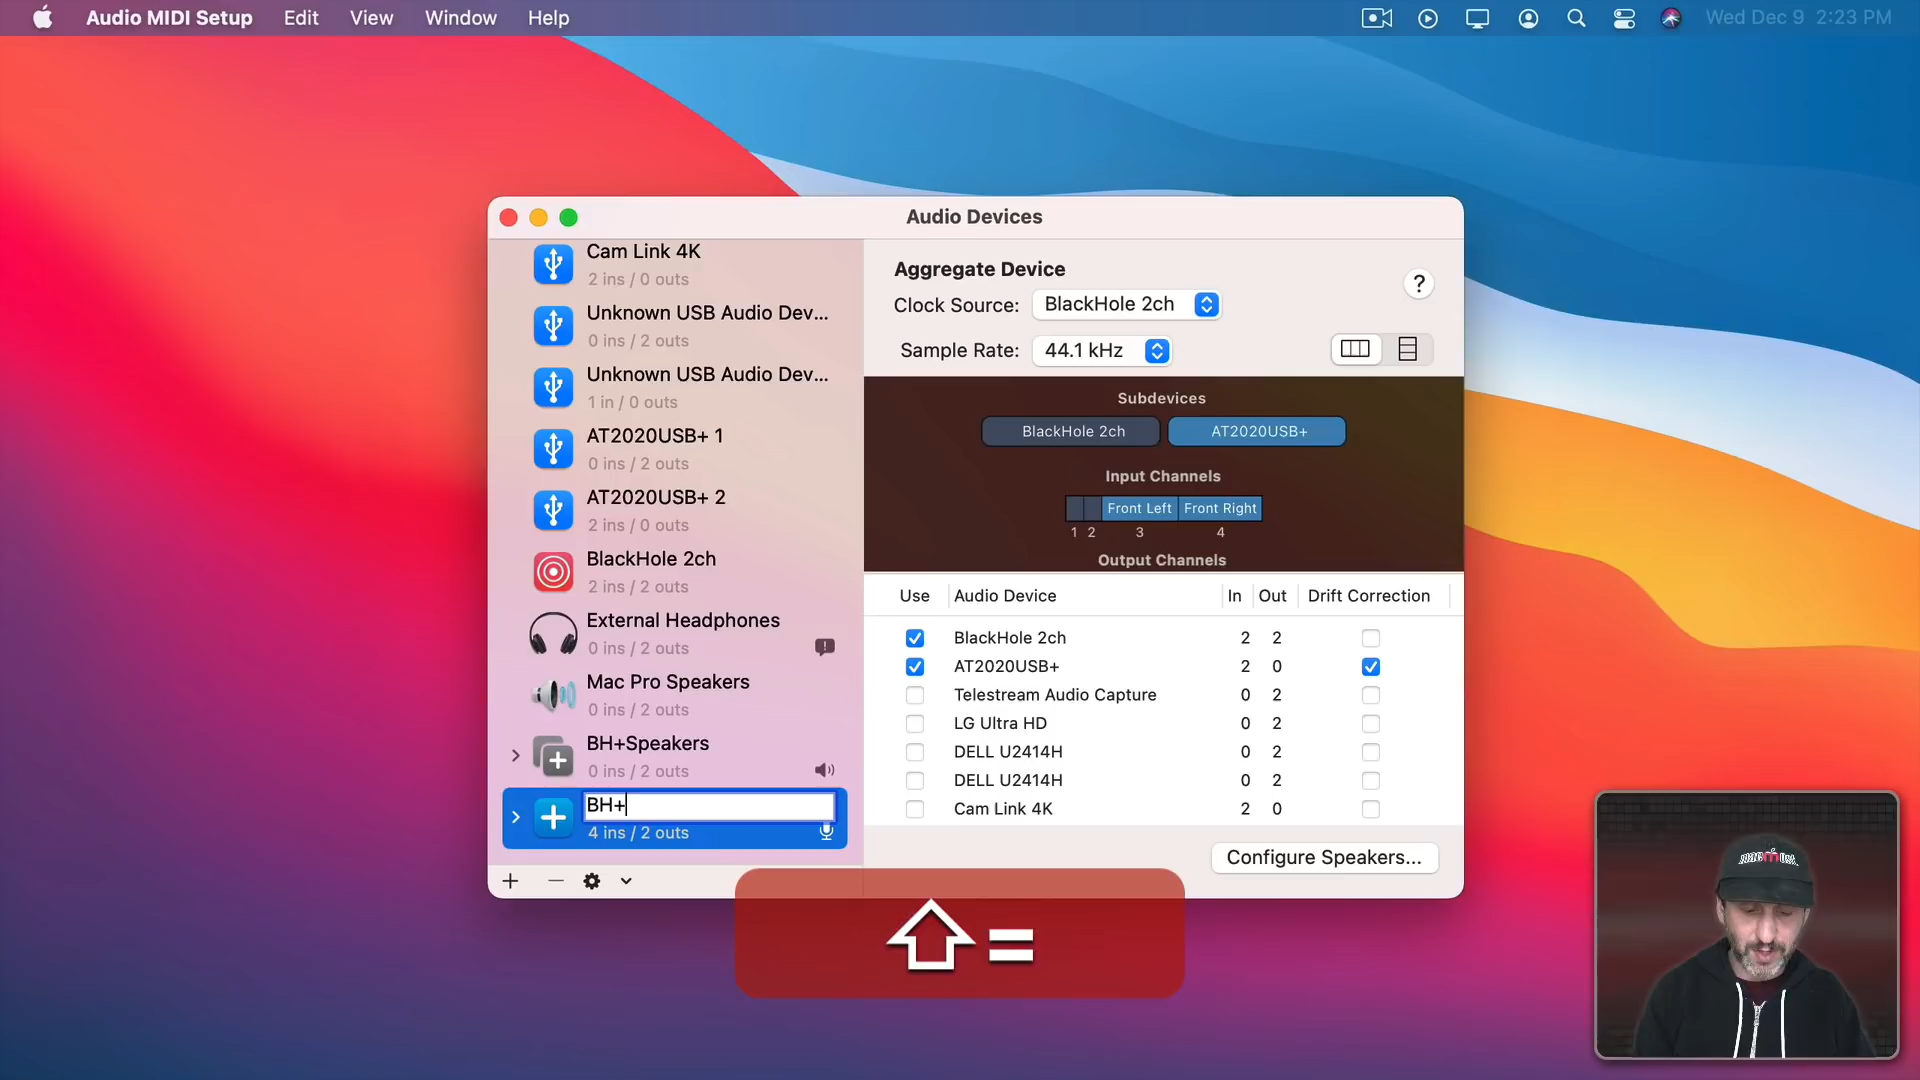 Audio MIDI Setup Edit View Window Help Wed Dec 9 2:23 PM
Audio Devices
Cam Link 4K
2 ins / 0 outs
Unknown USB Audio Dev...
0 ins / 2 outs
Unknown USB Audio Dev...
1 in / 0 outs
AT2020USB+ 1
0 ins / 2 outs
AT2020USB+ 2
2 ins / 0 outs
BlackHole 2ch
2 ins / 2 outs
External Headphones
0 ins / 2 outs
Mac Pro Speakers
0 ins / 2 outs
BH+Speakers
0 ins / 2 outs
BH+
4 ins / 2 outs
Aggregate Device
?
Clock Source: BlackHole 2ch
Sample Rate: 44.1 kHz
Subdevices
BlackHole 2ch AT2020USB+
Input Channels
Front Left Front Right
1 2 3 4
Output Channels
Use Audio Device In Out Drift Correction
BlackHole 2ch 2 2
AT2020USB+ 2 0
Telestream Audio Capture 0 2
LG Ultra HD 0 2
DELL U2414H 0 2
DELL U2414H 0 2
Cam Link 4K 2 0
Configure Speakers...
=